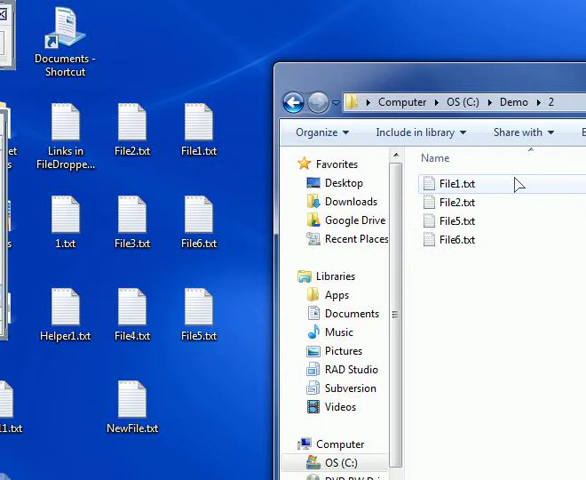 Documents -
Shortcut
Links in
FileDroppe...
File2.txt
File1.txt
1.txt
File3.txt
File6.txt
Helper1.txt
File4.txt
File5.txt
NewFile.txt
Computer
OS (C:)
Demo
2
Organize
Include in library
Share with
Favorites
Desktop
Downloads
Google Drive
Recent Places
Libraries
Apps
Documents
Music
Pictures
RAD Studio
Subversion
Videos
Computer
OS (C:)
Name
File1.txt
File2.txt
File5.txt
File6.txt